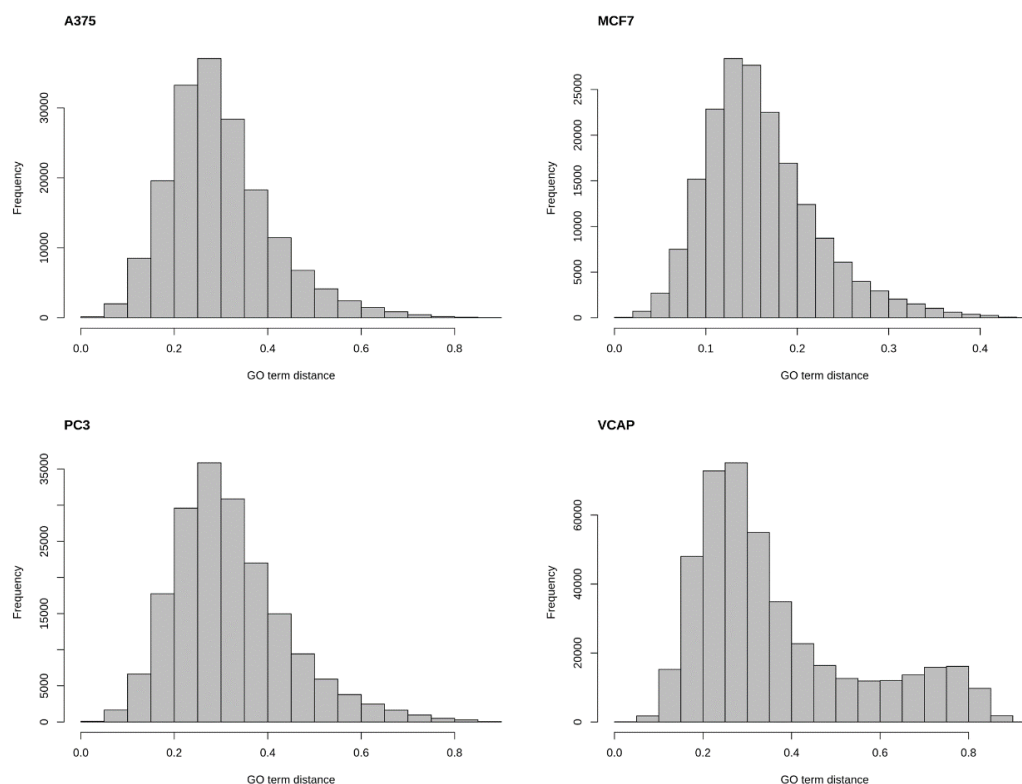 A375
Frequency
30000
20000
10000
0
0.0 0.2 0.4 0.6 0.8
GO term distance
MCF7
Frequency
25000
20000
15000
10000
5000
0
0.0 0.1 0.2 0.3 0.4
GO term distance
PC3
Frequency
35000
25000
15000
5000
0
0.0 0.2 0.4 0.6 0.8
GO term distance
VCAP
Frequency
60000
40000
20000
0
0.0 0.2 0.4 0.6 0.8
GO term distance